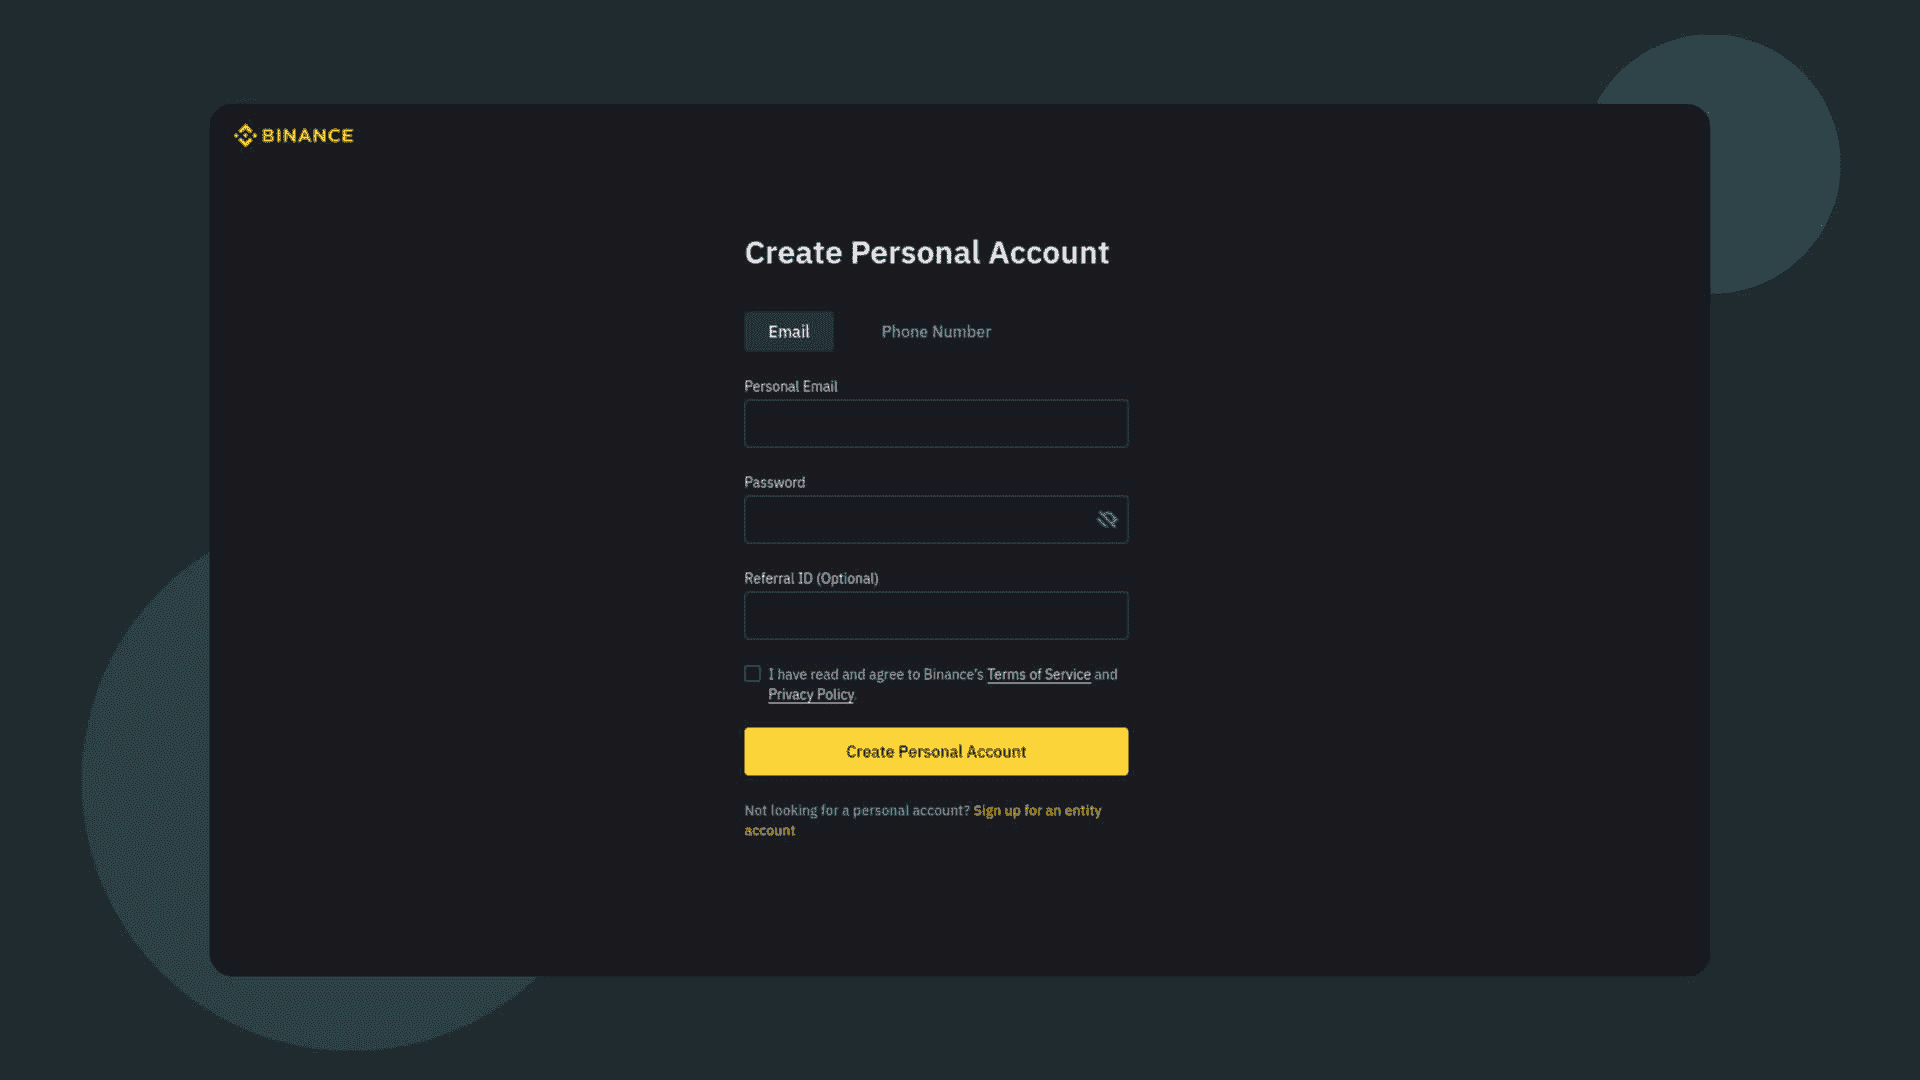 BINANCE
Create Personal Account
Email
Phone Number
Personal Email
Password
Referral ID (Optional)
I have read and agree to Binance's Terms of Service and
Privacy Policy.
Create Personal Account
Not looking for a personal account? Sign up for an entity
account